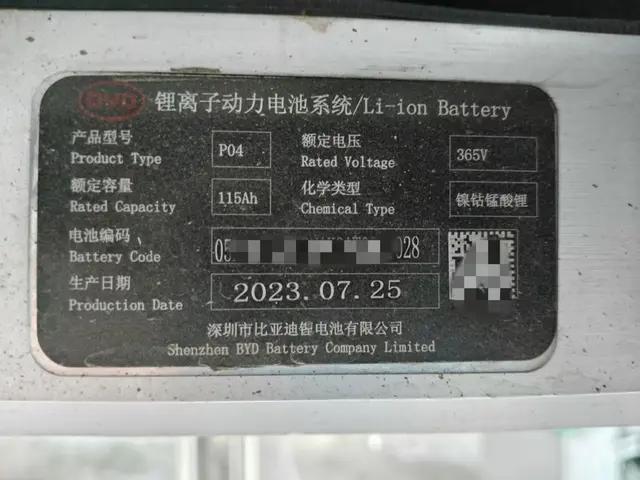 BYD 锂离子动力电池系统/Li-ion Battery
产品型号 Product Type P04
额定电压 Rated Voltage 365V
额定容量 Rated Capacity 115Ah
化学类型 Chemical Type 镍钴锰酸锂
电池编码 Battery Code 05 028
生产日期 Production Date 2023.07.25
深圳市比亚迪锂电池有限公司
Shenzhen BYD Battery Company Limited